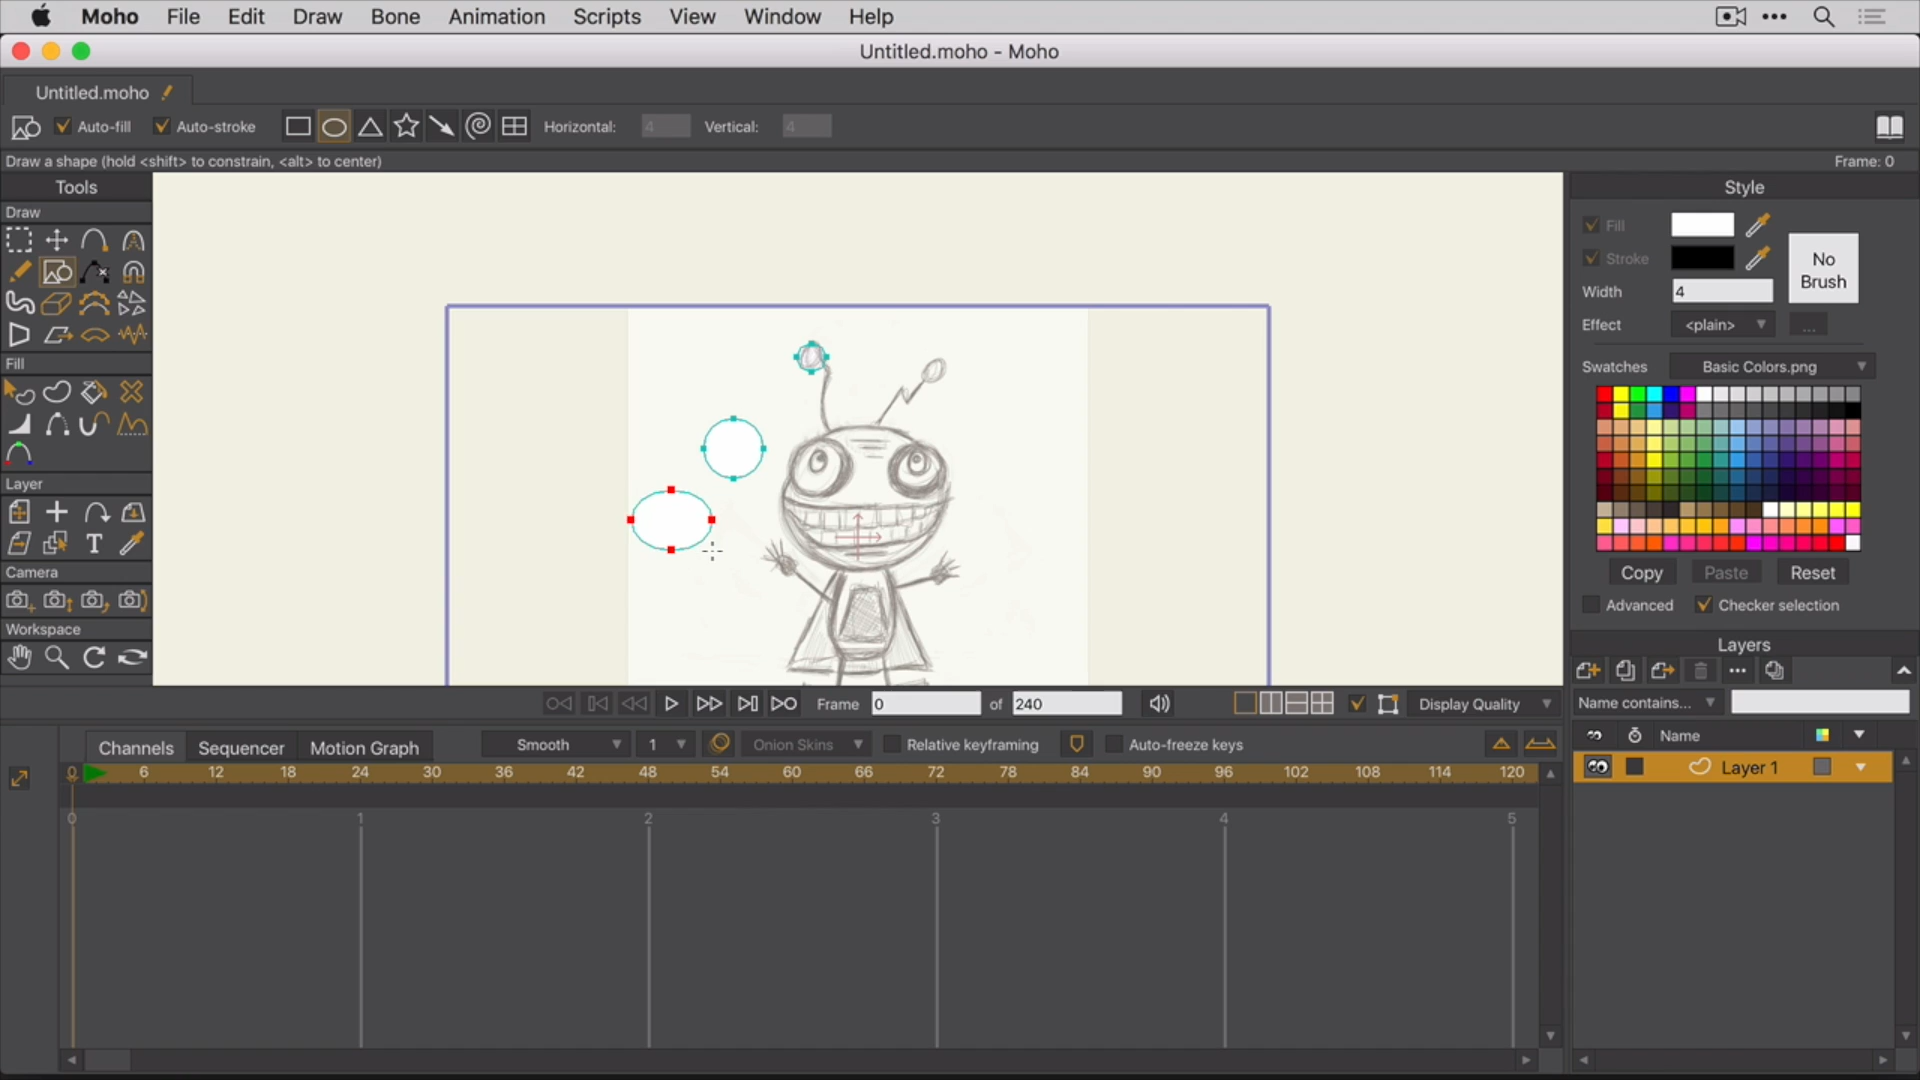 Moho File Edit Draw Bone Animation Scripts View Window Help
Untitled.moho - Moho
Untitled.moho
Auto-fill Auto-stroke Horizontal: 4 Vertical: 4
Draw a shape (hold <shift> to constrain, <alt> to center) Frame: 0
Tools
Draw
Fill
Layer
T
Camera
Workspace
Style
Fill
Stroke
No
Brush
Width 4
Effect <plain> ...
Swatches Basic Colors.png
Copy Paste Reset
Advanced Checker selection
Layers
Name contains...
Name
Layer 1
Frame 0 of 240 Display Quality
Channels Sequencer Motion Graph Smooth 1 Onion Skins Relative keyframing Auto-freeze keys
0 6 12 18 24 30 36 42 48 54 60 66 72 78 84 90 96 102 108 114 120
0 1 2 3 4 5